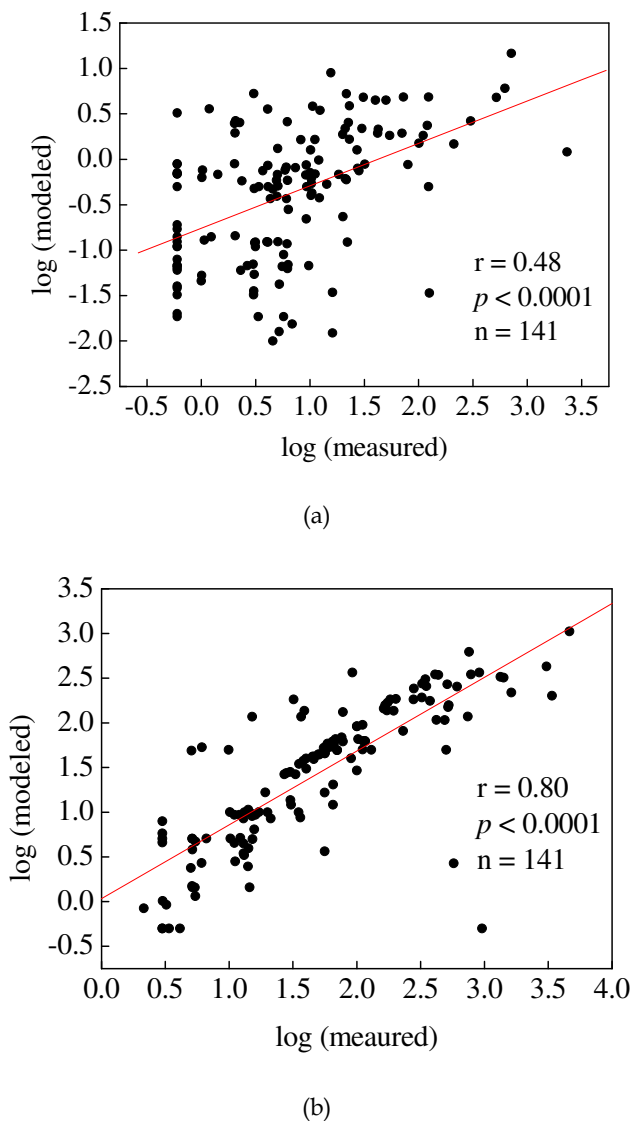 1.5
1.0
0.5
0.0
-0.5
-1.0
-1.5
-2.0
-2.5
log (modeled)
r = 0.48
p < 0.0001
n = 141
-0.5 0.0 0.5 1.0 1.5 2.0 2.5 3.0 3.5
log (measured)
(a)
3.5
3.0
2.5
2.0
1.5
1.0
0.5
0.0
-0.5
log (modeled)
r = 0.80
p < 0.0001
n = 141
0.0 0.5 1.0 1.5 2.0 2.5 3.0 3.5 4.0
log (meaured)
(b)